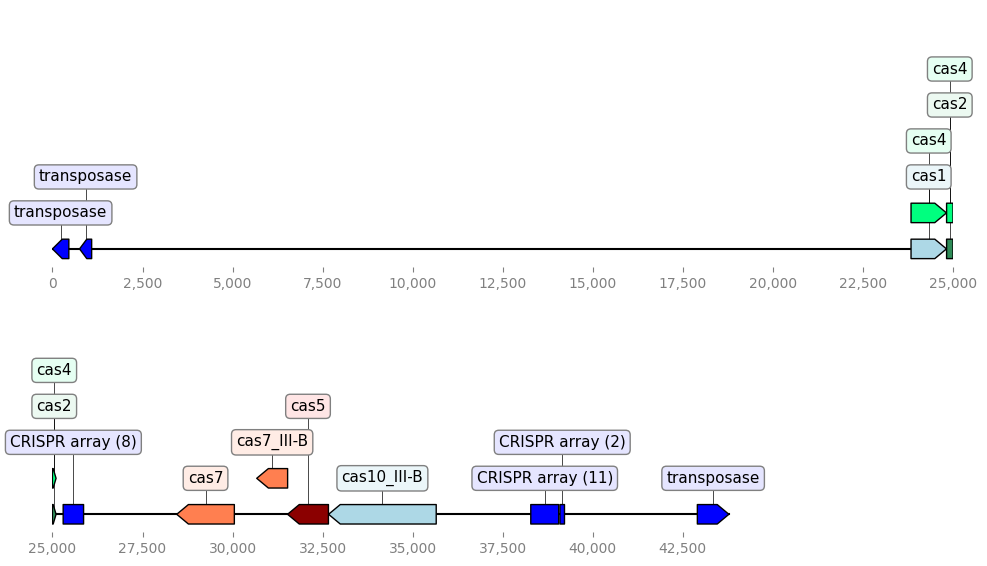 cas4
cas2
cas4
transposase
cas1
transposase
0 2,500 5,000 7,500 10,000 12,500 15,000 17,500 20,000 22,500 25,000
cas4
cas2 cas5
CRISPR array (8) cas7_III-B CRISPR array (2)
cas7 cas10_III-B CRISPR array (11) transposase
25,000 27,500 30,000 32,500 35,000 37,500 40,000 42,500